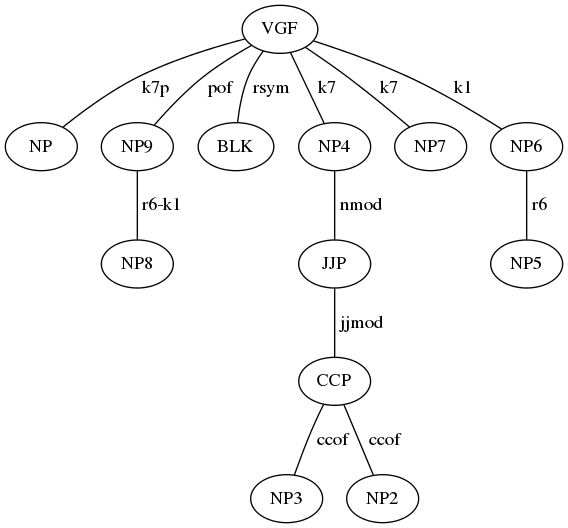 VGF
k7p pof rsym k7 k7 k1
NP NP9 BLK NP4 NP7 NP6
r6-k1 nmod r6
NP8 JJP NP5
jjmod
CCP
ccof ccof
NP3 NP2